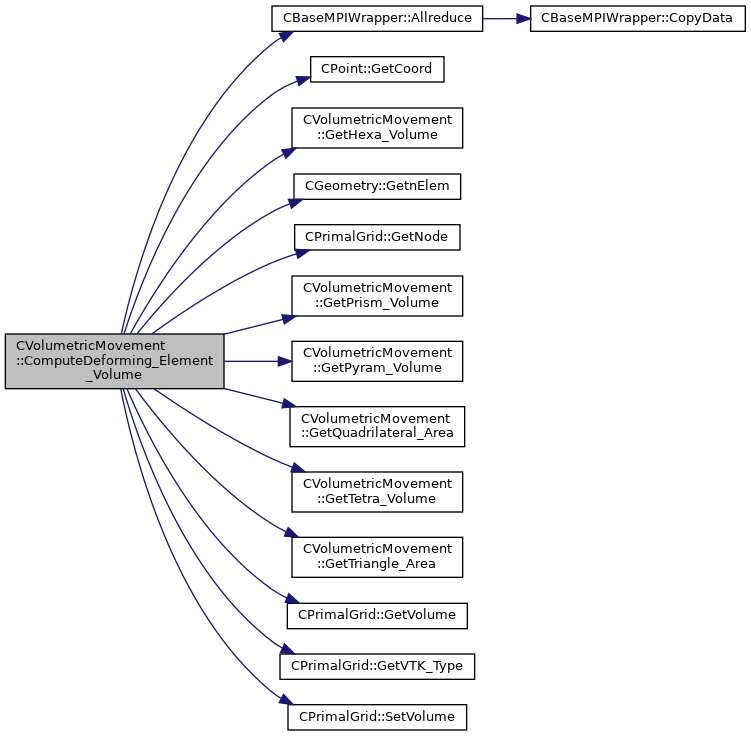 CBaseMPIWrapper::Allreduce
CBaseMPIWrapper::CopyData
CPoint::GetCoord
CVolumetricMovement
::GetHexa_Volume
CGeometry::GetnElem
CPrimalGrid::GetNode
CVolumetricMovement
::GetPrism_Volume
CVolumetricMovement
::ComputeDeforming_Element
_Volume
CVolumetricMovement
::GetPyram_Volume
CVolumetricMovement
::GetQuadrilateral_Area
CVolumetricMovement
::GetTetra_Volume
CVolumetricMovement
::GetTriangle_Area
CPrimalGrid::GetVolume
CPrimalGrid::GetVTK_Type
CPrimalGrid::SetVolume